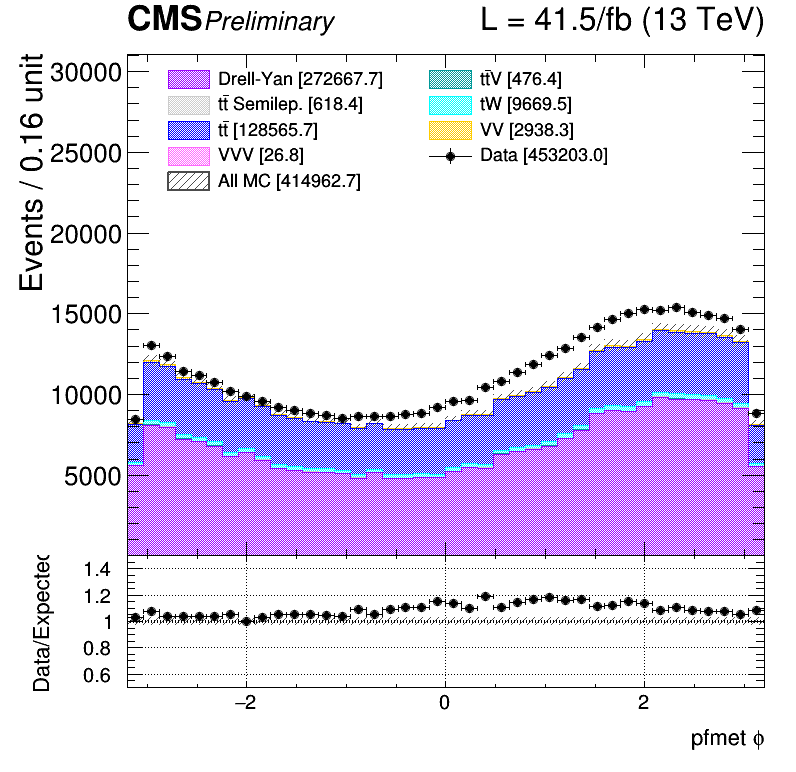 CMS Preliminary L = 41.5/fb (13 TeV)
Events / 0.16 unit
30000
25000
20000
15000
10000
5000
Drell-Yan [272667.7]
tt̄ Semilep. [618.4]
tt̄ [128565.7]
VVV [26.8]
All MC [414962.7]
tt̄V [476.4]
tW [9669.5]
VV [2938.3]
Data [453203.0]
Data/Expected
1.4
1.2
1
0.8
0.6
−2 0 2
pfmet ϕ